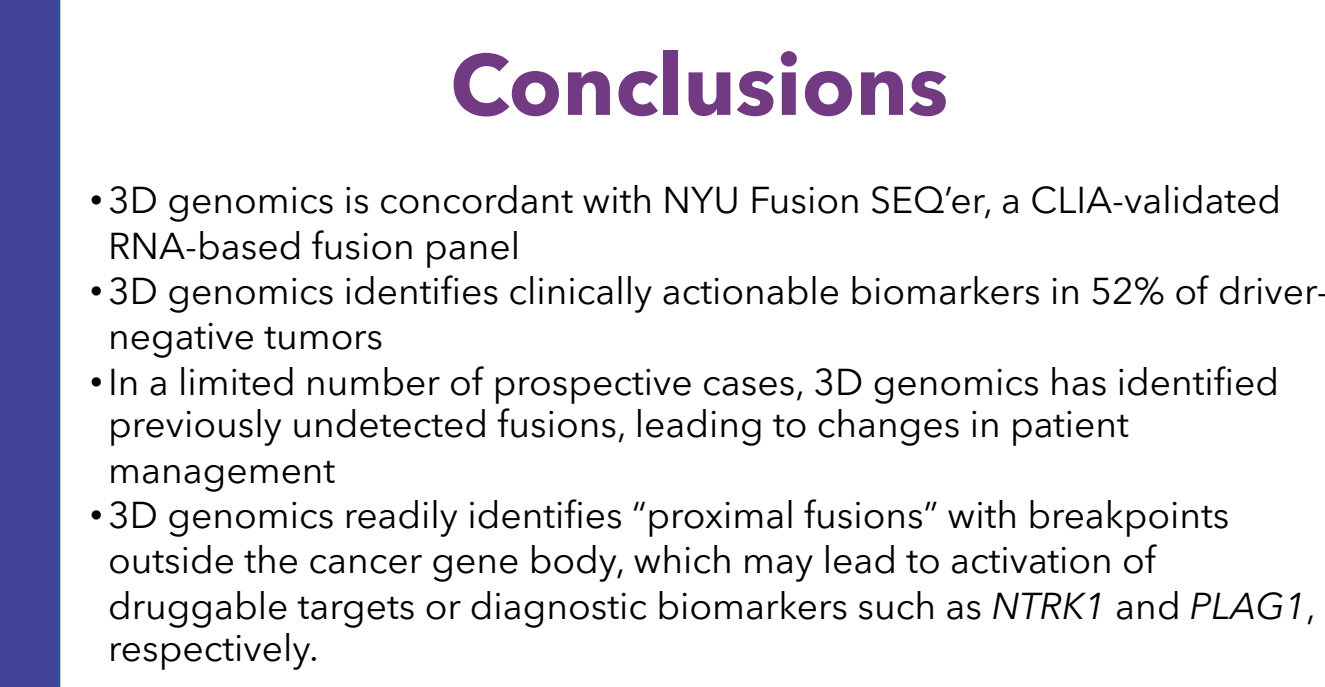 Conclusions
• 3D genomics is concordant with NYU Fusion SEQ’er, a CLIA-validated
RNA-based fusion panel
• 3D genomics identifies clinically actionable biomarkers in 52% of driver-
negative tumors
• In a limited number of prospective cases, 3D genomics has identified
previously undetected fusions, leading to changes in patient
management
• 3D genomics readily identifies “proximal fusions” with breakpoints
outside the cancer gene body, which may lead to activation of
druggable targets or diagnostic biomarkers such as NTRK1 and PLAG1,
respectively.